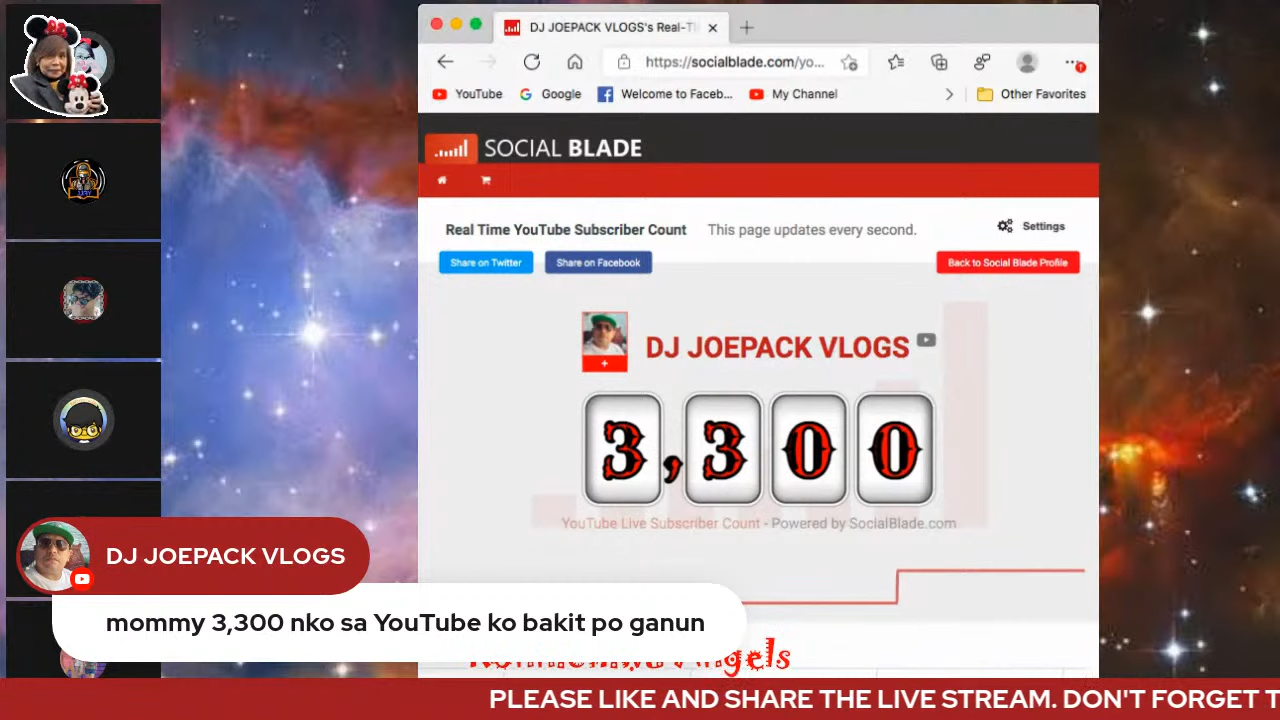 DJ JOEPACK VLOGS's Real-Ti
https://socialblade.com/yo...
YouTube
Google
Welcome to Faceb...
My Channel
Other Favorites
SOCIAL BLADE
Real Time YouTube Subscriber Count
This page updates every second.
Settings
Share on Twitter
Share on Facebook
Back to Social Blade Profile
DJ JOEPACK VLOGS
3,300
YouTube Live Subscriber Count - Powered by SocialBlade.com
DJ JOEPACK VLOGS
mommy 3,300 nko sa YouTube ko bakit po ganun
PLEASE LIKE AND SHARE THE LIVE STREAM. DON'T FORGET T